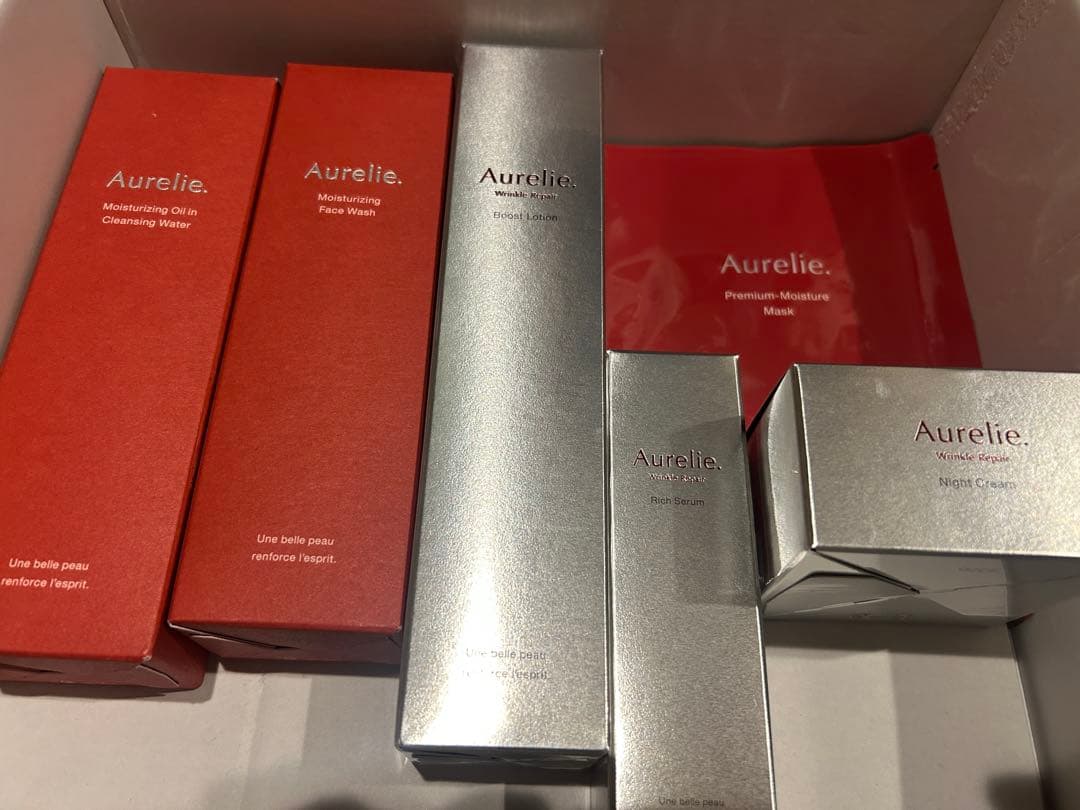 Aurelie.
Moisturizing Oil in
Cleansing Water
Une belle peau
renforce l'esprit.
Aurelie.
Moisturizing
Face Wash
Une belle peau
renforce l'esprit.
Aurelie.
Wrinkle Repair
Boost Lotion
Une belle peau
renforce l'esprit.
Aurelie.
Premium-Moisture
Mask
Aurelie.
Wrinkle Repair
Rich Serum
Une belle peau
Aurelie.
Wrinkle Repair
Night Cream